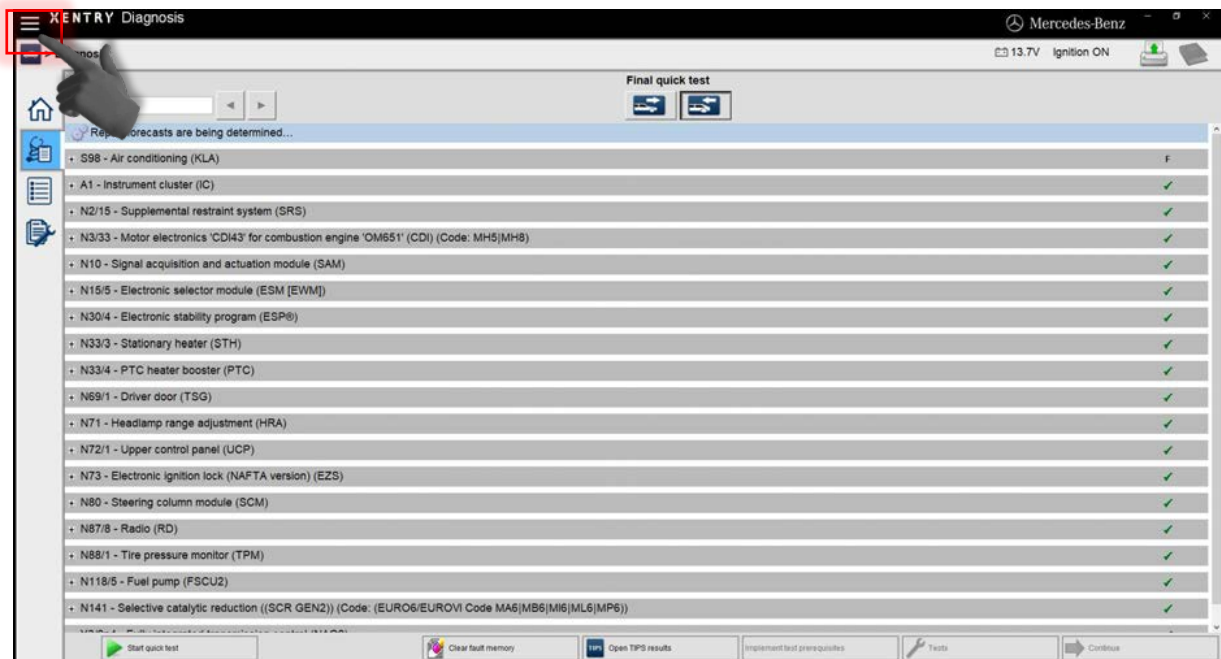 XENTRY Diagnosis
Mercedes-Benz
13.7V Ignition ON
Final quick test
forecasts are being determined...
+ S98 - Air conditioning (KLA) F
+ A1 - Instrument cluster (IC) ✓
+ N2/15 - Supplemental restraint system (SRS) ✓
+ N3/33 - Motor electronics 'CDI43' for combustion engine 'OM651' (CDI) (Code: MH5|MH8) ✓
+ N10 - Signal acquisition and actuation module (SAM) ✓
+ N15/5 - Electronic selector module (ESM [EWM]) ✓
+ N30/4 - Electronic stability program (ESP®) ✓
+ N33/3 - Stationary heater (STH) ✓
+ N33/4 - PTC heater booster (PTC) ✓
+ N69/1 - Driver door (TSG) ✓
+ N71 - Headlamp range adjustment (HRA) ✓
+ N72/1 - Upper control panel (UCP) ✓
+ N73 - Electronic ignition lock (NAFTA version) (EZS) ✓
+ N80 - Steering column module (SCM) ✓
+ N87/8 - Radio (RD) ✓
+ N88/1 - Tire pressure monitor (TPM) ✓
+ N118/5 - Fuel pump (FSCU2) ✓
+ N141 - Selective catalytic reduction ((SCR GEN2)) (Code: (EURO6/EUROVI Code MA6|MB6|MI6|ML6|MP6)) ✓
Start quick test
Clear fault memory
TIPS Open TIPS results
Implement test prerequisites
Tests
Continue